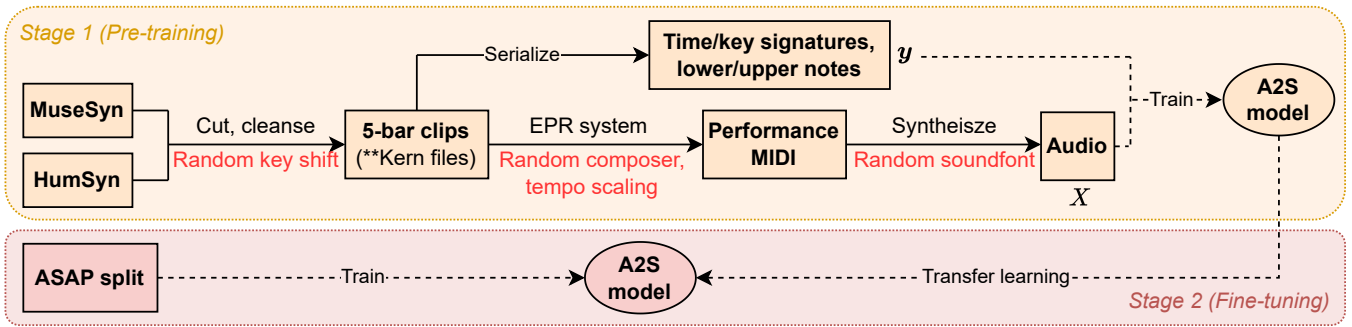 Stage 1 (Pre-training)
MuseSyn
HumSyn
Cut, cleanse
Random key shift
5-bar clips
(**Kern files)
Serialize
Time/key signatures,
lower/upper notes
y
EPR system
Random composer,
tempo scaling
Performance
MIDI
Syntheisze
Random soundfont
Audio
X
Train
A2S
model
ASAP split
Train
A2S
model
Transfer learning
Stage 2 (Fine-tuning)